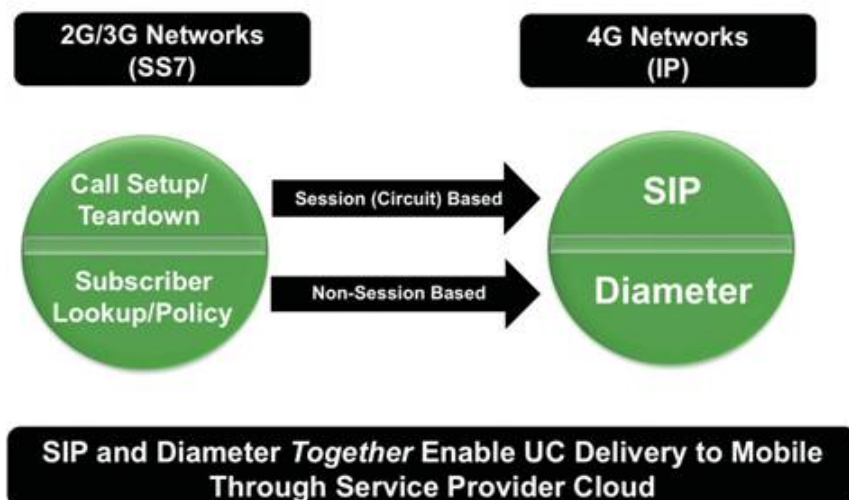 2G/3G Networks
(SS7)
4G Networks
(IP)
Call Setup/
Teardown
Session (Circuit) Based
SIP
Subscriber
Lookup/Policy
Non-Session Based
Diameter
SIP and Diameter Together Enable UC Delivery to Mobile
Through Service Provider Cloud